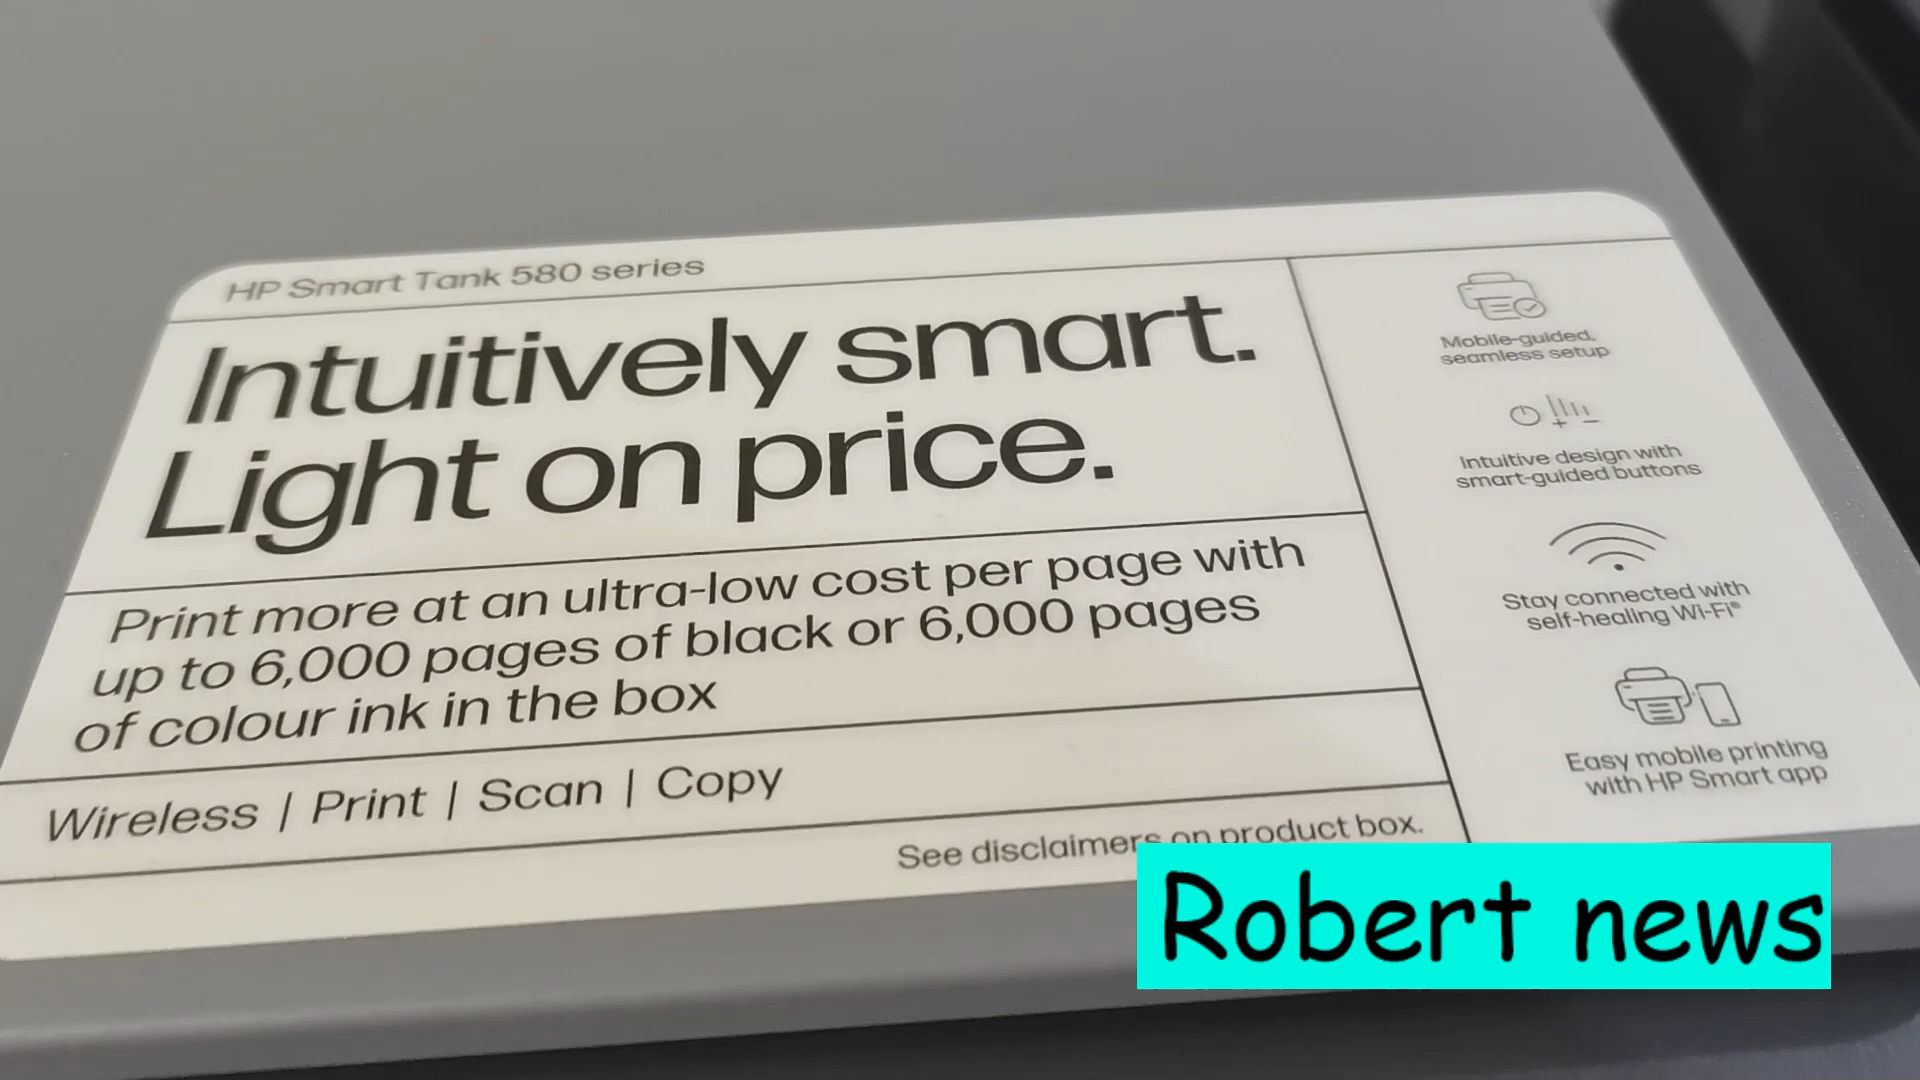 HP Smart Tank 580 series
Intuitively smart.
Light on price.
Print more at an ultra-low cost per page with
up to 6,000 pages of black or 6,000 pages
of colour ink in the box
Wireless | Print | Scan | Copy
See disclaimers on product box.
Mobile-guided,
seamless setup
Intuitive design with
smart-guided buttons
Stay connected with
self-healing Wi-Fi®
Easy mobile printing
with HP Smart app
Robert news